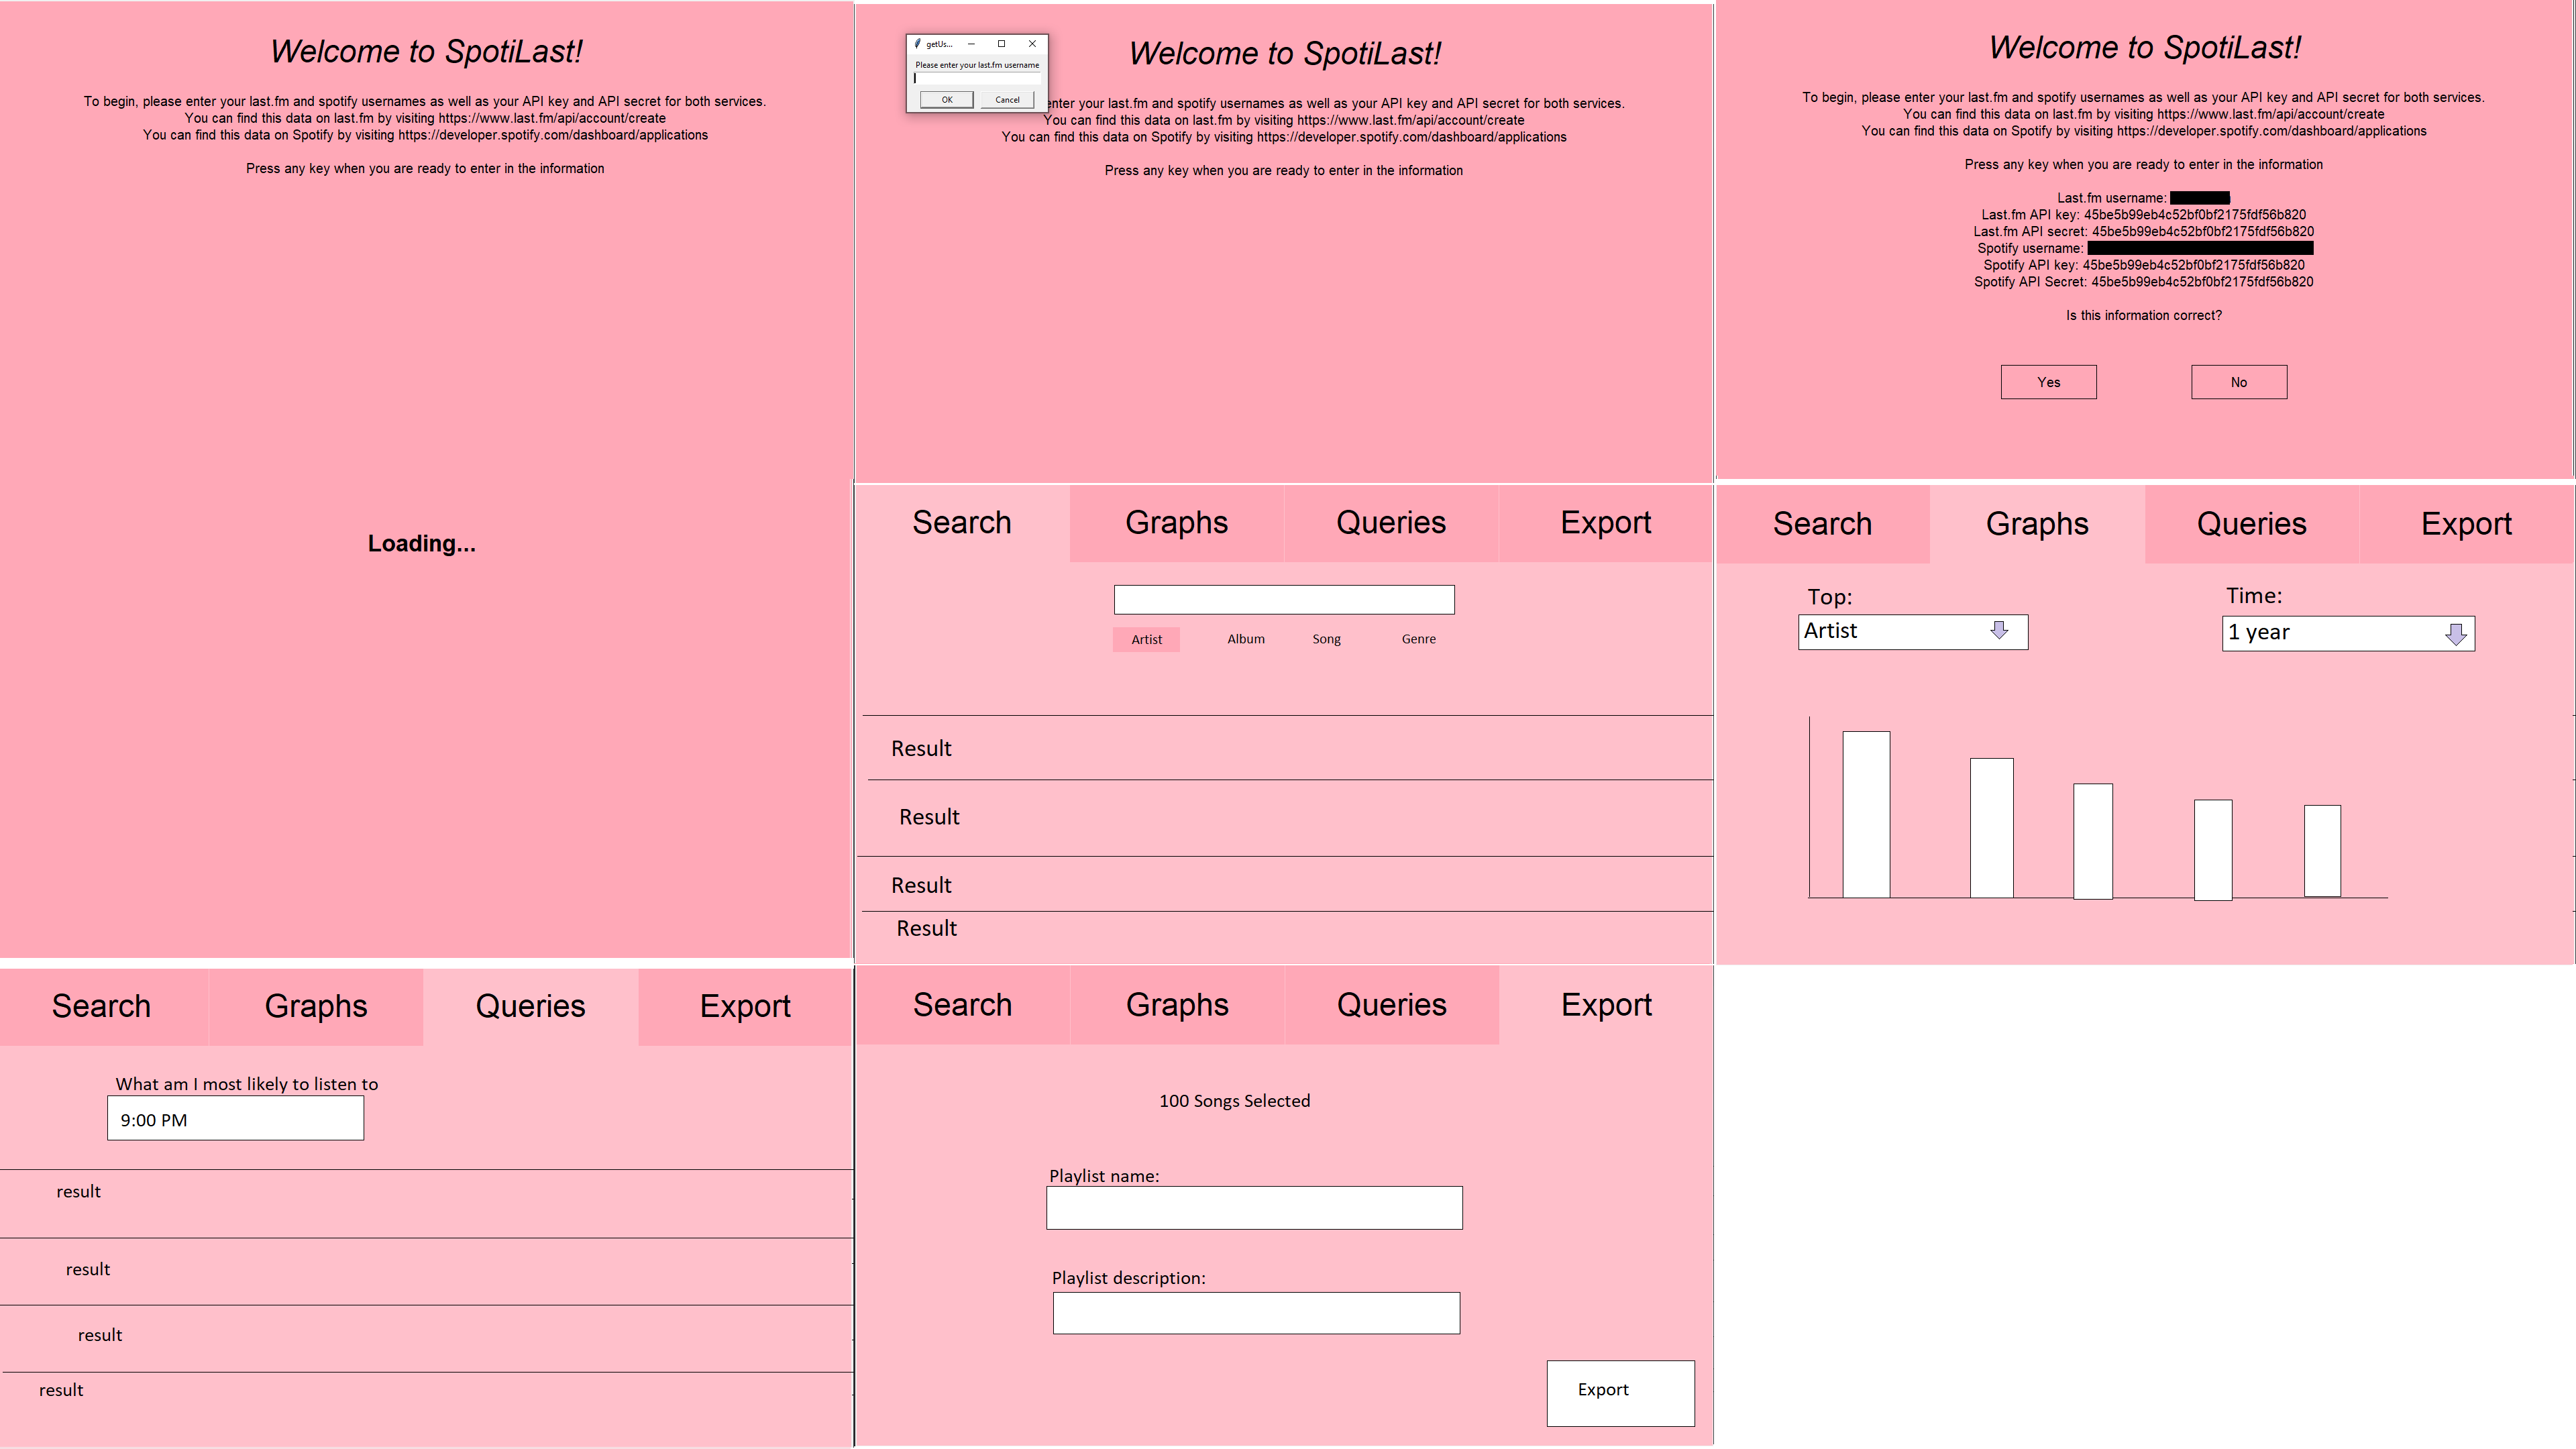 Welcome to SpotiLast!
To begin, please enter your last.fm and spotify usernames as well as your API key and API secret for both services.
You can find this data on last.fm by visiting https://www.last.fm/api/account/create
You can find this data on Spotify by visiting https://developer.spotify.com/dashboard/applications
Press any key when you are ready to enter in the information
getUs...
Please enter your last.fm username
OK Cancel
Welcome to SpotiLast!
enter your last.fm and spotify usernames as well as your API key and API secret for both services.
You can find this data on last.fm by visiting https://www.last.fm/api/account/create
You can find this data on Spotify by visiting https://developer.spotify.com/dashboard/applications
Press any key when you are ready to enter in the information
Welcome to SpotiLast!
To begin, please enter your last.fm and spotify usernames as well as your API key and API secret for both services.
You can find this data on last.fm by visiting https://www.last.fm/api/account/create
You can find this data on Spotify by visiting https://developer.spotify.com/dashboard/applications
Press any key when you are ready to enter in the information
Last.fm username:
Last.fm API key: 45be5b99eb4c52bf0bf2175fdf56b820
Last.fm API secret: 45be5b99eb4c52bf0bf2175fdf56b820
Spotify username:
Spotify API key: 45be5b99eb4c52bf0bf2175fdf56b820
Spotify API Secret: 45be5b99eb4c52bf0bf2175fdf56b820
Is this information correct?
Yes No
Loading...
Search Graphs Queries Export
Artist Album Song Genre
Result
Result
Result
Result
Search Graphs Queries Export
Top: Time:
Artist 1 year
Search Graphs Queries Export
What am I most likely to listen to
9:00 PM
result
result
result
result
Search Graphs Queries Export
100 Songs Selected
Playlist name:
Playlist description:
Export